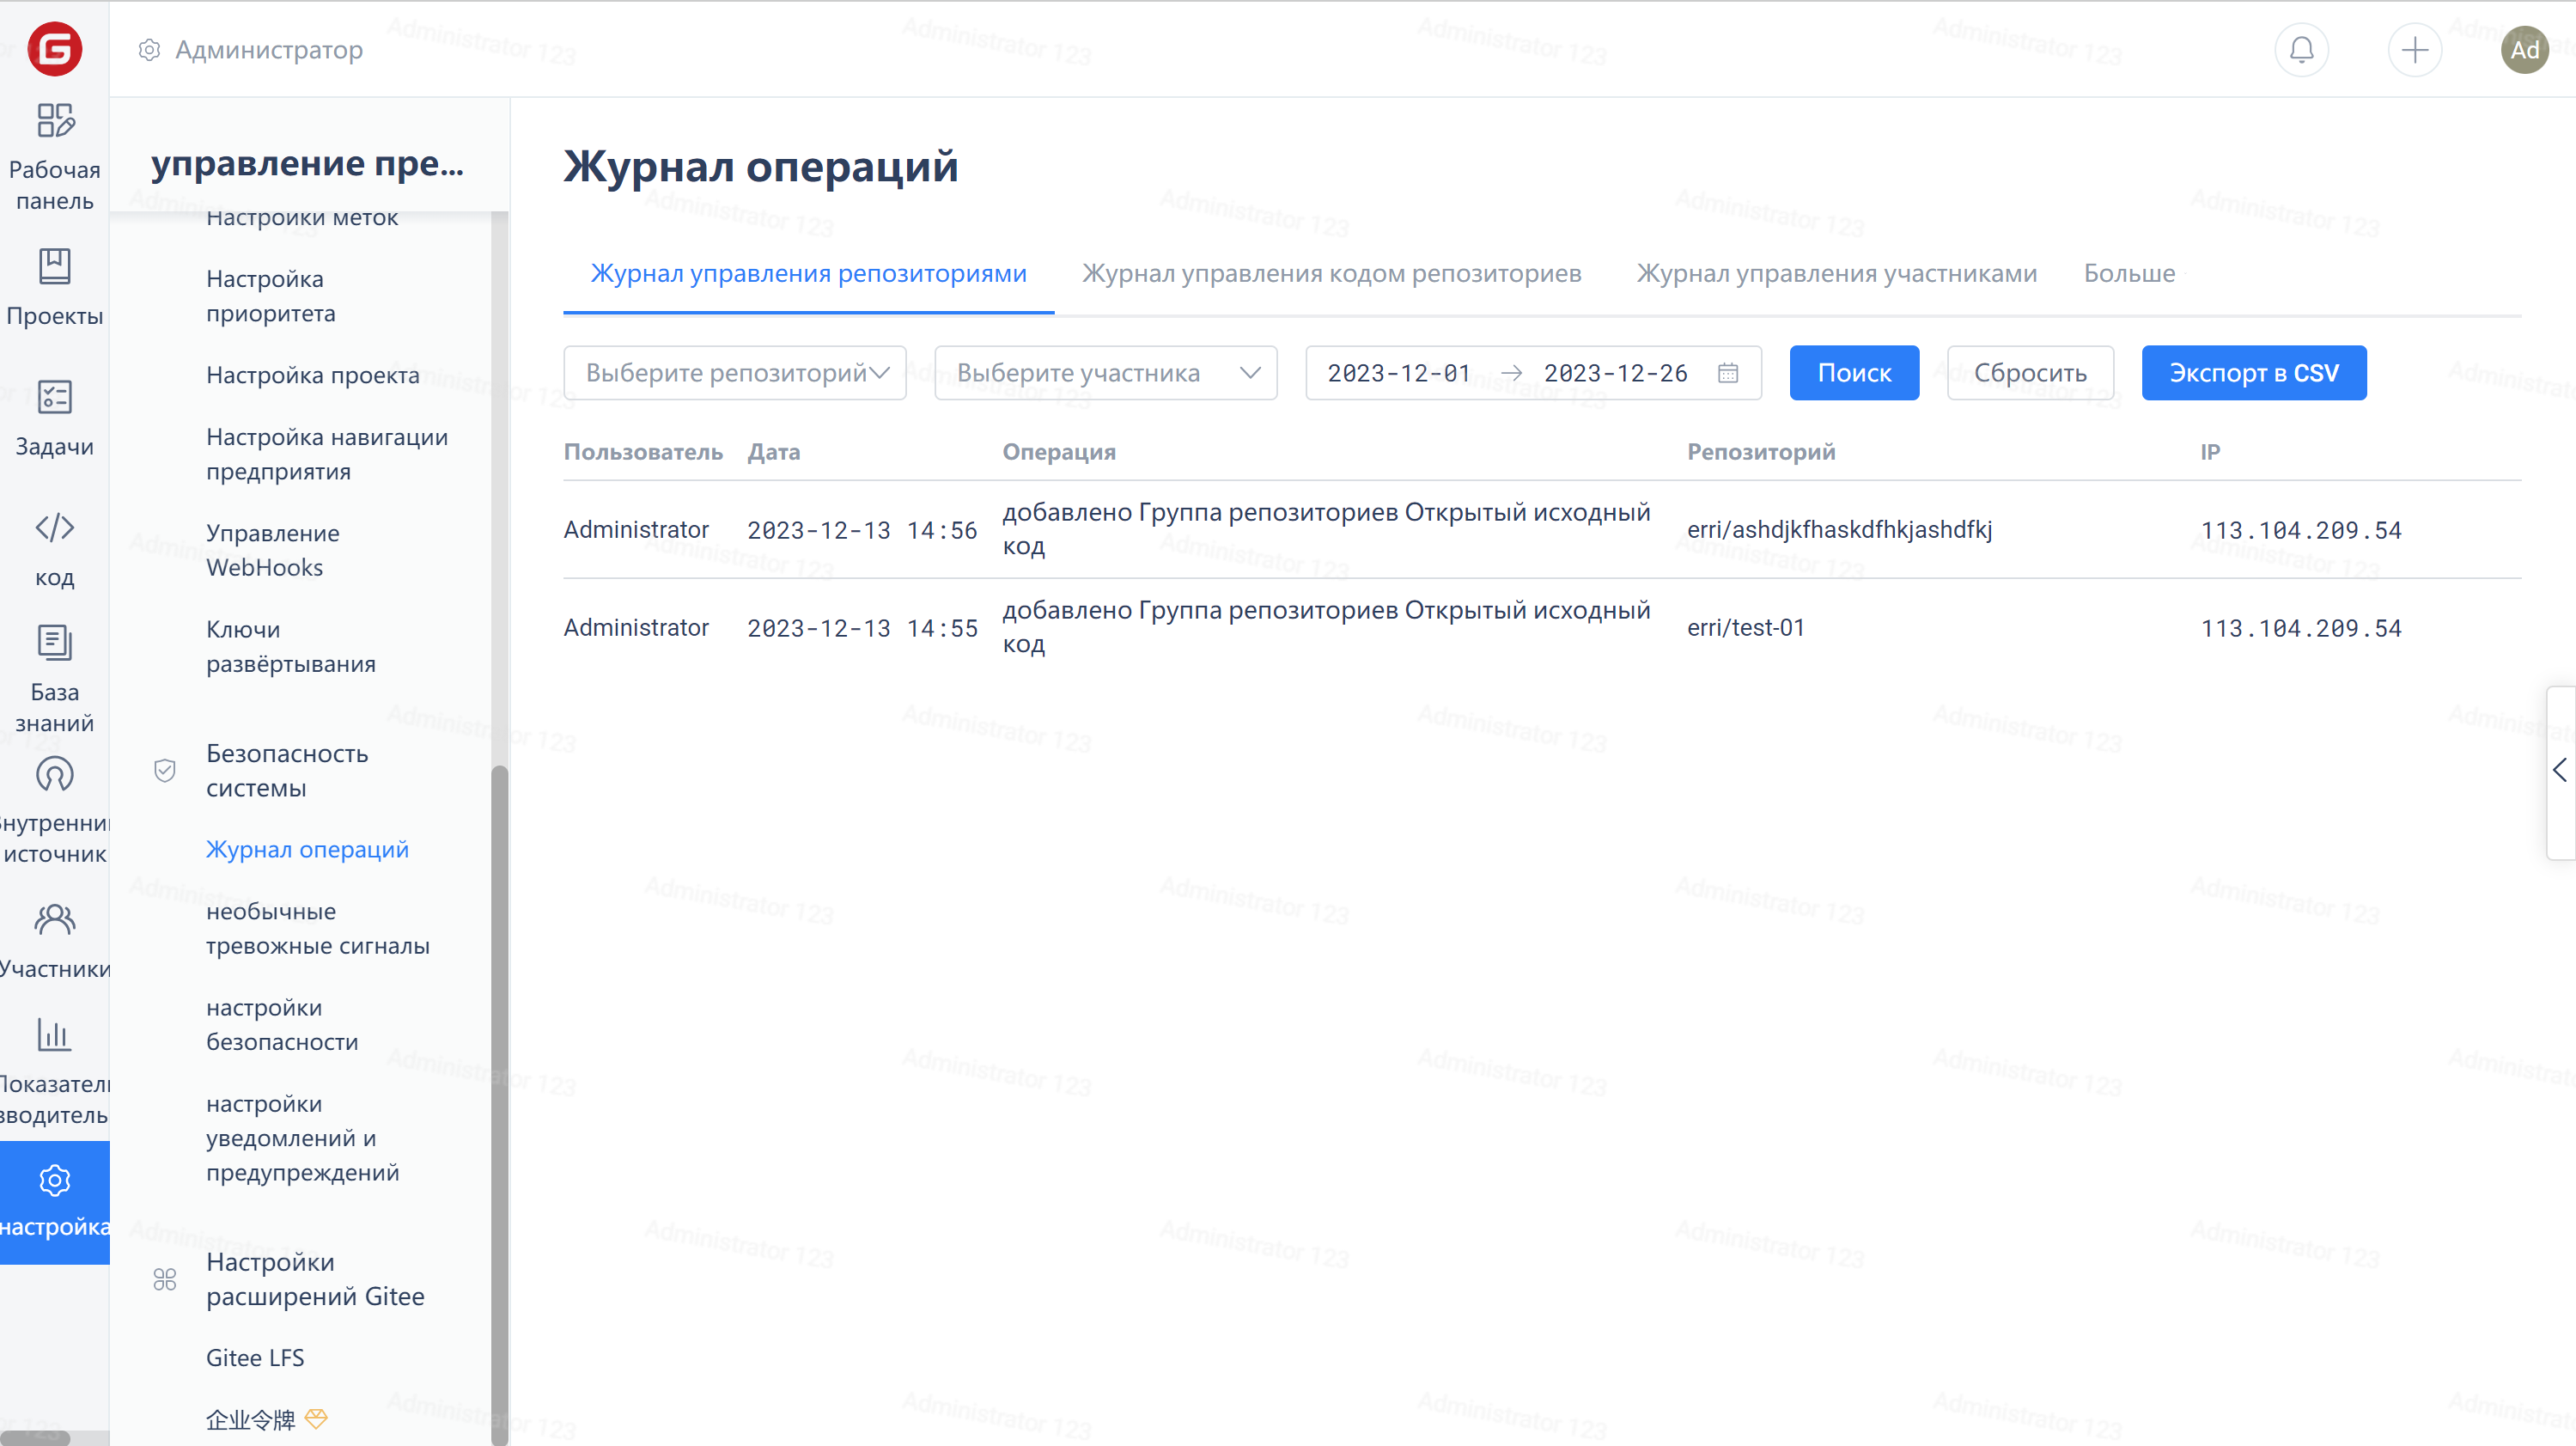 Администратор
Ad
Рабочая
панель
Проекты
Задачи
код
База
знаний
источник
Участники
настройка
управление пре...
Настройки меток
Настройка
приоритета
Настройка проекта
Настройка навигации
предприятия
Управление
WebHooks
Ключи
развёртывания
Безопасность
системы
Журнал операций
необычные
тревожные сигналы
настройки
безопасности
настройки
уведомлений и
предупреждений
Настройки
расширений Gitee
Gitee LFS
企业令牌
Журнал операций
Журнал управления репозиториями Журнал управления кодом репозиториев Журнал управления участниками Больше
Выберите репозиторий Выберите участника 2023-12-01 → 2023-12-26 Поиск Сбросить Экспорт в CSV
Пользователь Дата Операция Репозиторий IP
Administrator 2023-12-13 14:56 добавлено Группа репозиториев Открытый исходный
код erri/ashdjkfhaskdfhkjashdfkj 113.104.209.54
Administrator 2023-12-13 14:55 добавлено Группа репозиториев Открытый исходный
код erri/test-01 113.104.209.54
Administrator 123